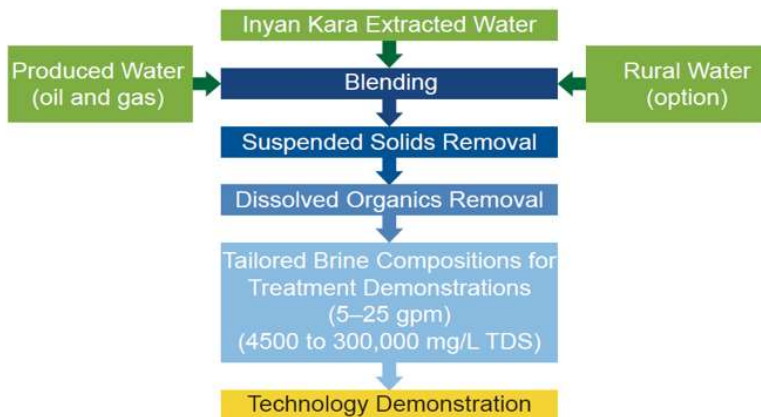 Inyan Kara Extracted Water
Produced Water
(oil and gas)
Blending
Rural Water
(option)
Suspended Solids Removal
Dissolved Organics Removal
Tailored Brine Compositions for
Treatment Demonstrations
(5–25 gpm)
(4500 to 300,000 mg/L TDS)
Technology Demonstration